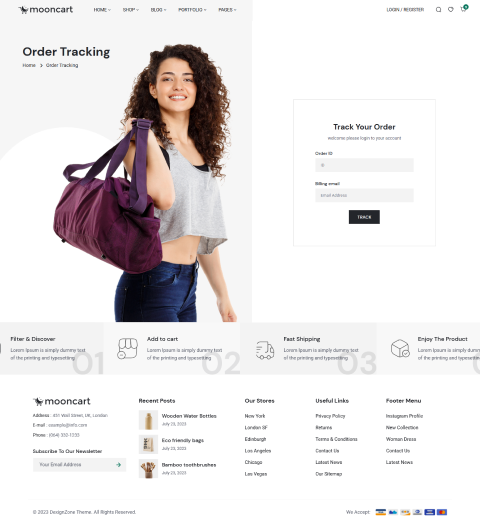 mooncart
HOME
SHOP
BLOG
PORTFOLIO
PAGES
LOGIN / REGISTER
Order Tracking
Home > Order Tracking
Track Your Order
welcome please login to your account
Order ID
Billing email
Email Address
TRACK
Filter & Discover
Lorem Ipsum is simply dummy text
of the printing and typesetting
01
Add to cart
Lorem Ipsum is simply dummy text
of the printing and typesetting
02
Fast Shipping
Lorem Ipsum is simply dummy text
of the printing and typesetting
03
Enjoy The Product
Lorem Ipsum is simply dummy
of the printing and typesetting
mooncart
Address : 451 Wall Street, UK, London
E-mail : example@info.com
Phone : (064) 332-1233
Subscribe To Our Newsletter
Your Email Address
Recent Posts
Wooden Water Bottles
July 23, 2023
Eco friendly bags
July 23, 2023
Bamboo toothbrushes
July 23, 2023
Our Stores
New York
London SF
Edinburgh
Los Angeles
Chicago
Las Vegas
Useful Links
Privacy Policy
Returns
Terms & Conditions
Contact Us
Latest News
Our Sitemap
Footer Menu
Instagram Profile
New Collection
Woman Dress
Contact Us
Latest News
© 2023 DesignZone Theme. All Rights Reserved.
We Accept